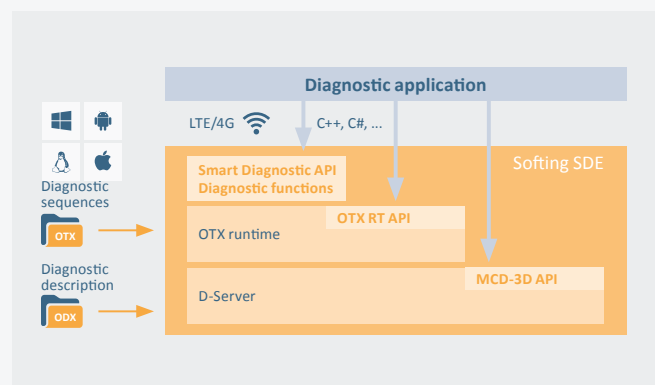 Diagnostic application
LTE/4G
C++, C#, ...
Softing SDE
Smart Diagnostic API
Diagnostic functions
Diagnostic
sequences
OTX
OTX RT API
OTX runtime
Diagnostic
description
ODX
MCD-3D API
D-Server